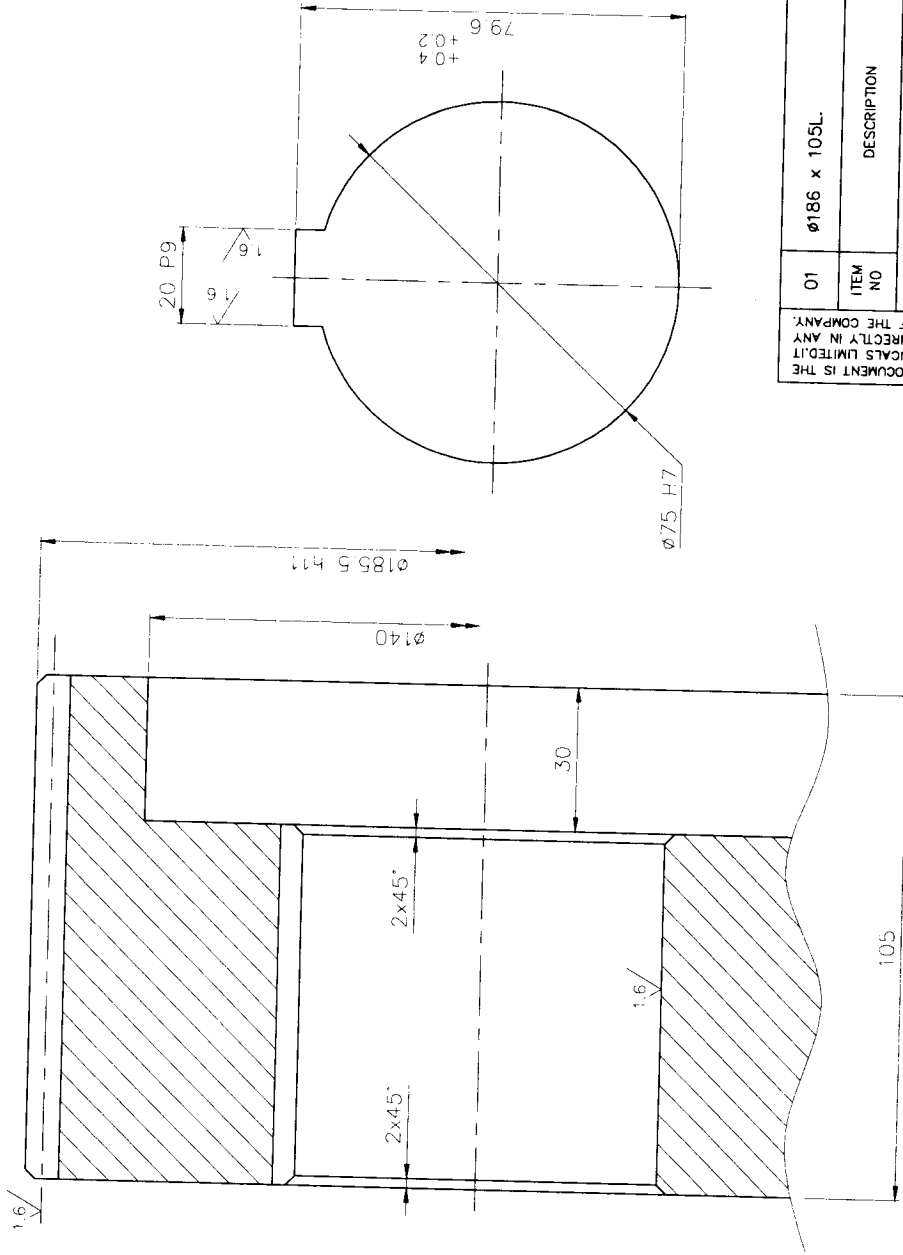 79.6
+0.4
+0.2
20 P9
1.6
1.6
ø75 H7
ø185.5 h11
ø140
30
2x45°
2x45°
1.6
1.6
105
01
ø186 x 105L.
ITEM
NO
DESCRIPTION
OCUMENT IS THE
ICALS LIMITED.IT
IRECTLY IN ANY
THE COMPANY.